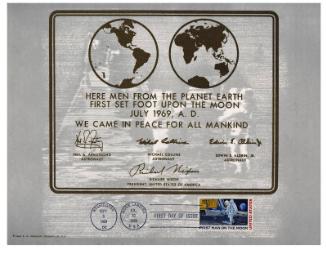 HERE MEN FROM THE PLANET EARTH
FIRST SET FOOT UPON THE MOON
JULY 1969, A. D.
WE CAME IN PEACE FOR ALL MANKIND
NEIL A. ARMSTRONG
ASTRONAUT
MICHAEL COLLINS
ASTRONAUT
EDWIN E. ALDRIN, JR.
ASTRONAUT
RICHARD NIXON
PRESIDENT, UNITED STATES OF AMERICA
FIRST DAY OF ISSUE
FIRST MAN ON THE MOON